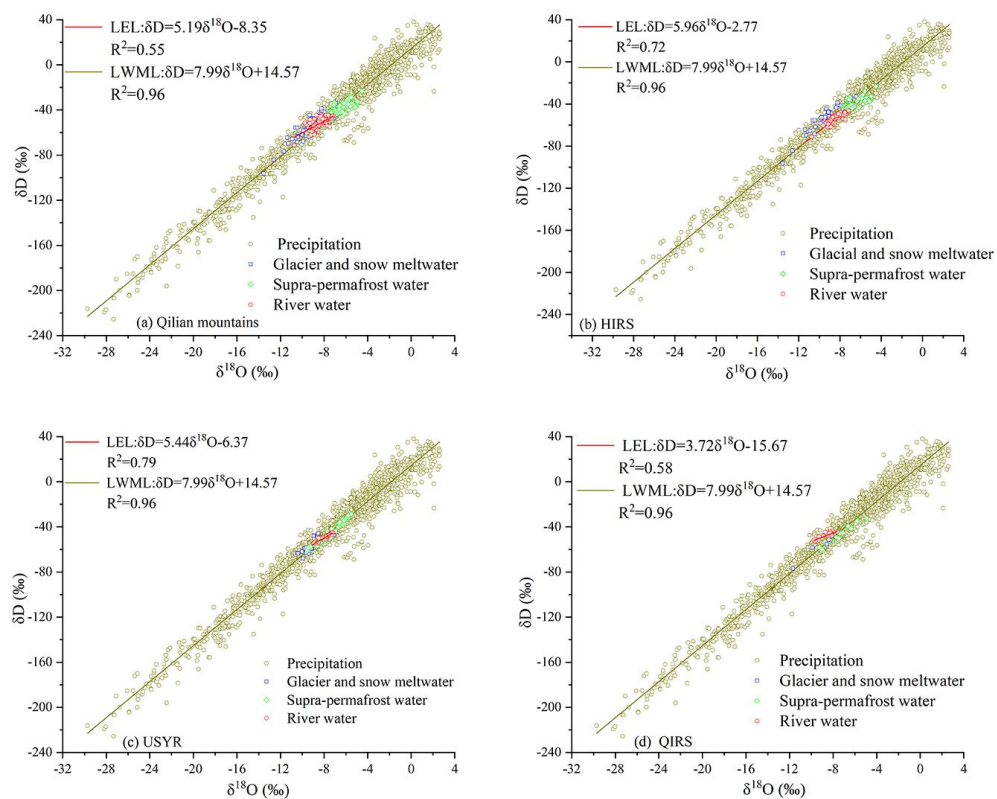 LEL:δD=5.19δ¹⁸O-8.35
R²=0.55
LWML:δD=7.99δ¹⁸O+14.57
R²=0.96
40
0
-40
-80
-120
-160
-200
-240
δD (‰)
Precipitation
Glacier and snow meltwater
Supra-permafrost water
River water
(a) Qilian mountains
-32 -28 -24 -20 -16 -12 -8 -4 0 4
δ¹⁸O (‰)
LEL:δD=5.96δ¹⁸O-2.77
R²=0.72
LWML:δD=7.99δ¹⁸O+14.57
R²=0.96
40
0
-40
-80
-120
-160
-200
-240
δD (‰)
Precipitation
Glacial and snow meltwater
Supra-permafrost water
River water
(b) HIRS
-32 -28 -24 -20 -16 -12 -8 -4 0 4
δ¹⁸O (‰)
LEL:δD=5.44δ¹⁸O-6.37
R²=0.79
LWML:δD=7.99δ¹⁸O+14.57
R²=0.96
40
0
-40
-80
-120
-160
-200
-240
δD (‰)
Precipitation
Glacier and snow meltwater
Supra-permafrost water
River water
(c) USYR
-32 -28 -24 -20 -16 -12 -8 -4 0 4
δ¹⁸O (‰)
LEL:δD=3.72δ¹⁸O-15.67
R²=0.58
LWML:δD=7.99δ¹⁸O+14.57
R²=0.96
40
0
-40
-80
-120
-160
-200
-240
δD (‰)
Precipitation
Glacier and snow meltwater
Supra-permafrost water
River water
(d) QIRS
-32 -28 -24 -20 -16 -12 -8 -4 0 4
δ¹⁸O (‰)